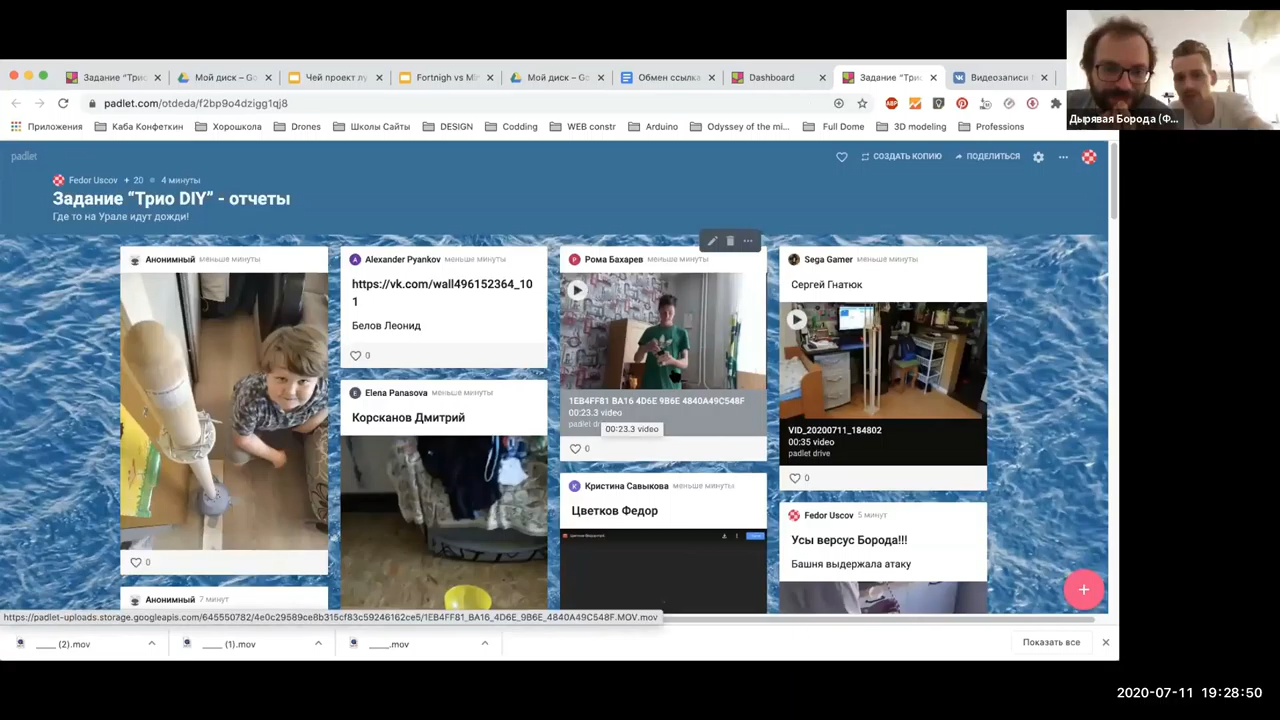 Задание “Трис
Мой диск – Go
Чей проект лу
Fortnigh vs Mi
Мой диск – Go
Обмен ссылка
Dashboard
Задание “Трис
Видеозаписи
padlet.com/otdeda/f2bp9o4dzigg1qj8
Приложения
Каба Конфеткин
Хорошкола
Drones
Школы Сайты
DESIGN
Codding
WEB constr
Arduino
Odyssey of the mi...
Full Dome
3D modeling
Professions
Дырявая Борода (Ф...
padlet
СОЗДАТЬ КОПИЮ
ПОДЕЛИТЬСЯ
Fedor Uscov + 20 4 минуты
Задание “Трио DIY” - отчеты
Где то на Урале идут дожди!
Анонимный меньше минуты
0
Анонимный 7 минут
Alexander Pyankov меньше минуты
https://vk.com/wall496152364_10
1
Белов Леонид
0
Elena Panasova меньше минуты
Корсканов Дмитрий
Рома Бахарев меньше минуты
1EB4FF81 BA16 4D6E 9B6E 4840A49C548F
00:23.3 video
padlet
00:23.3 video
0
Кристина Савыкова меньше минуты
Цветков Федор
Sega Gamer меньше минуты
Сергей Гнатюк
VID_20200711_184802
00:35 video
padlet drive
0
Fedor Uscov 5 минут
Усы версус Борода!!!
Башня выдержала атаку
https://padlet-uploads.storage.googleapis.com/645550782/4e0c29589ce8b315cf83c59246162ce5/1EB4FF81_BA16_4D6E_9B6E_4840A49C548F.MOV.mov
____ (2).mov
____ (1).mov
____.mov
Показать все
2020-07-11 19:28:50